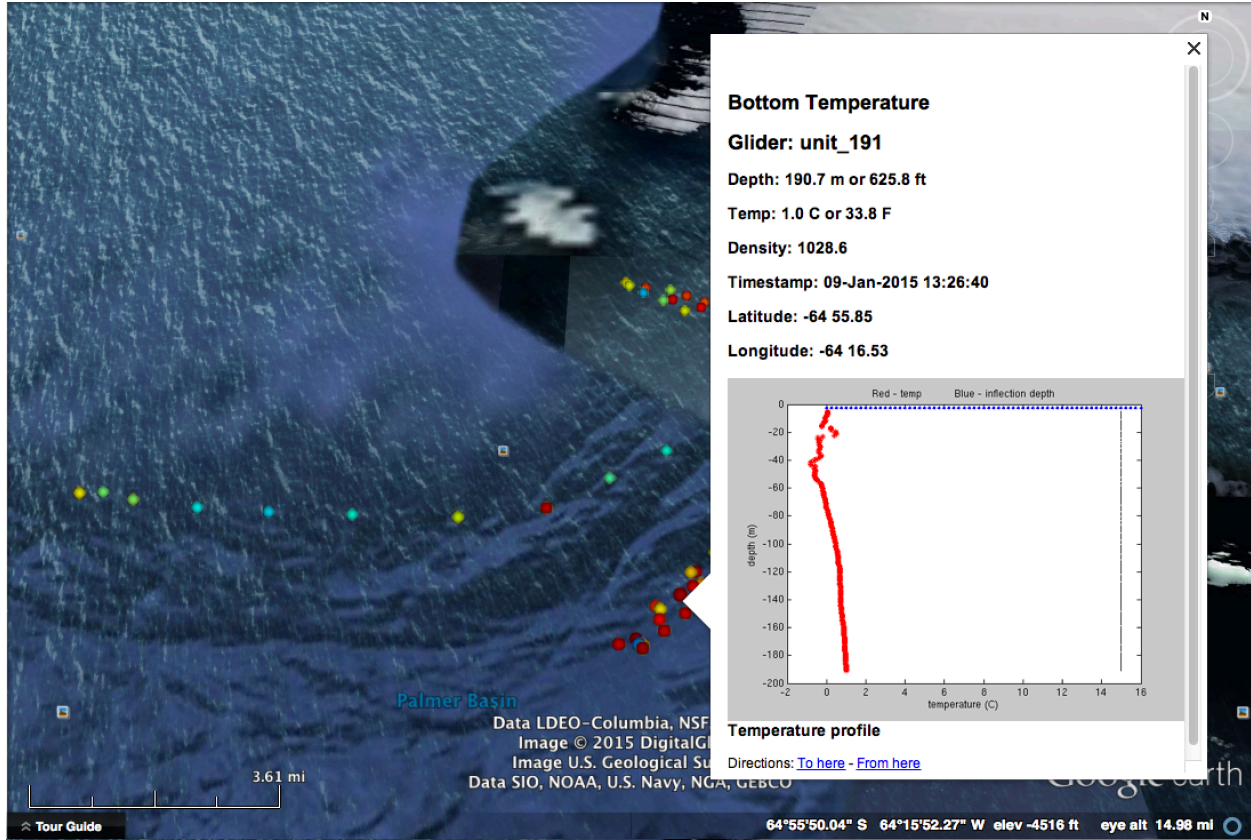 N
Bottom Temperature
Glider: unit_191
Depth: 190.7 m or 625.8 ft
Temp: 1.0 C or 33.8 F
Density: 1028.6
Timestamp: 09-Jan-2015 13:26:40
Latitude: -64 55.85
Longitude: -64 16.53
Red - temp Blue - inflection depth
0
-20
-40
-60
-80
-100
-120
-140
-160
-180
-200
depth (m)
-2 0 2 4 6 8 10 12 14 16
temperature (C)
Temperature profile
Directions: To here - From here
Palmer Basin
Data LDEO-Columbia, NSF
Image © 2015 DigitalGl
Image U.S. Geological Su
Data SIO, NOAA, U.S. Navy, NGA, GEBCO
Google earth
3.61 mi
Tour Guide
64°55'50.04" S 64°15'52.27" W elev -4516 ft eye alt 14.98 mi